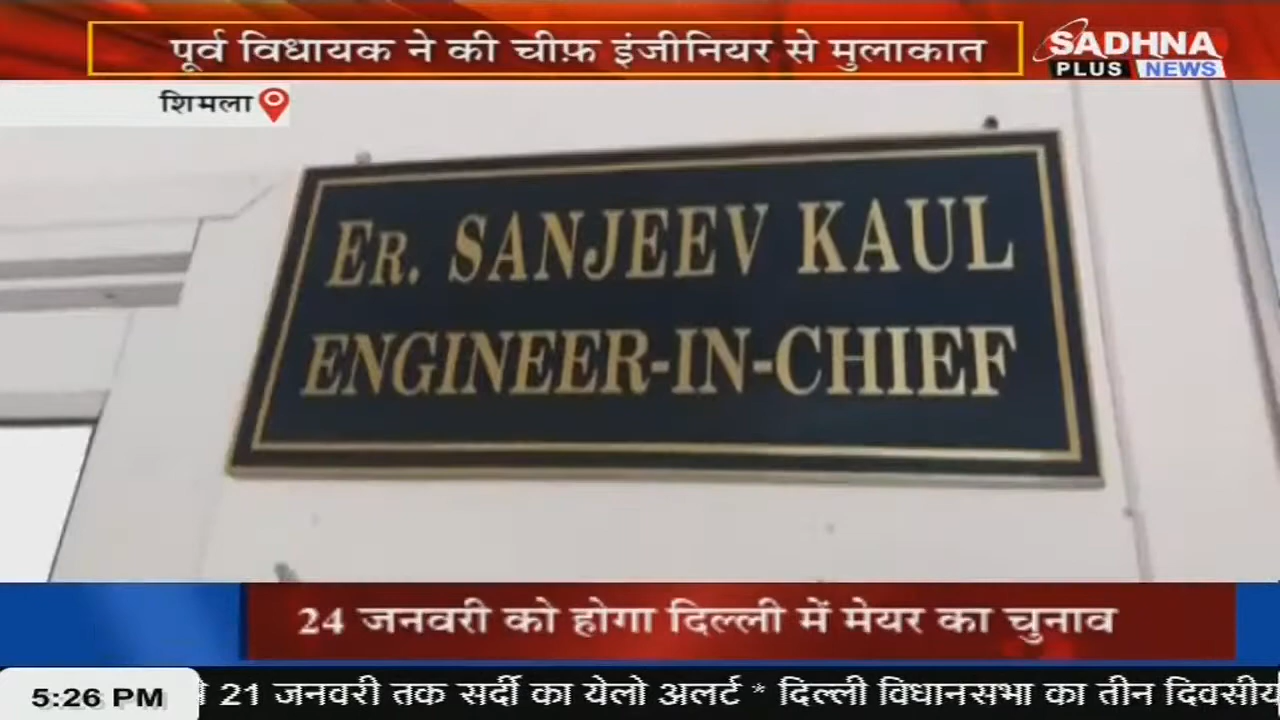 पूर्व विधायक ने की चीफ़ इंजीनियर से मुलाकात
SADHNA
PLUS NEWS
शिमला
ER. SANJEEV KAUL
ENGINEER-IN-CHIEF
24 जनवरी को होगा दिल्ली में मेयर का चुनाव
5:26 PM
21 जनवरी तक सर्दी का येलो अलर्ट * दिल्ली विधानसभा का तीन दिवसीय